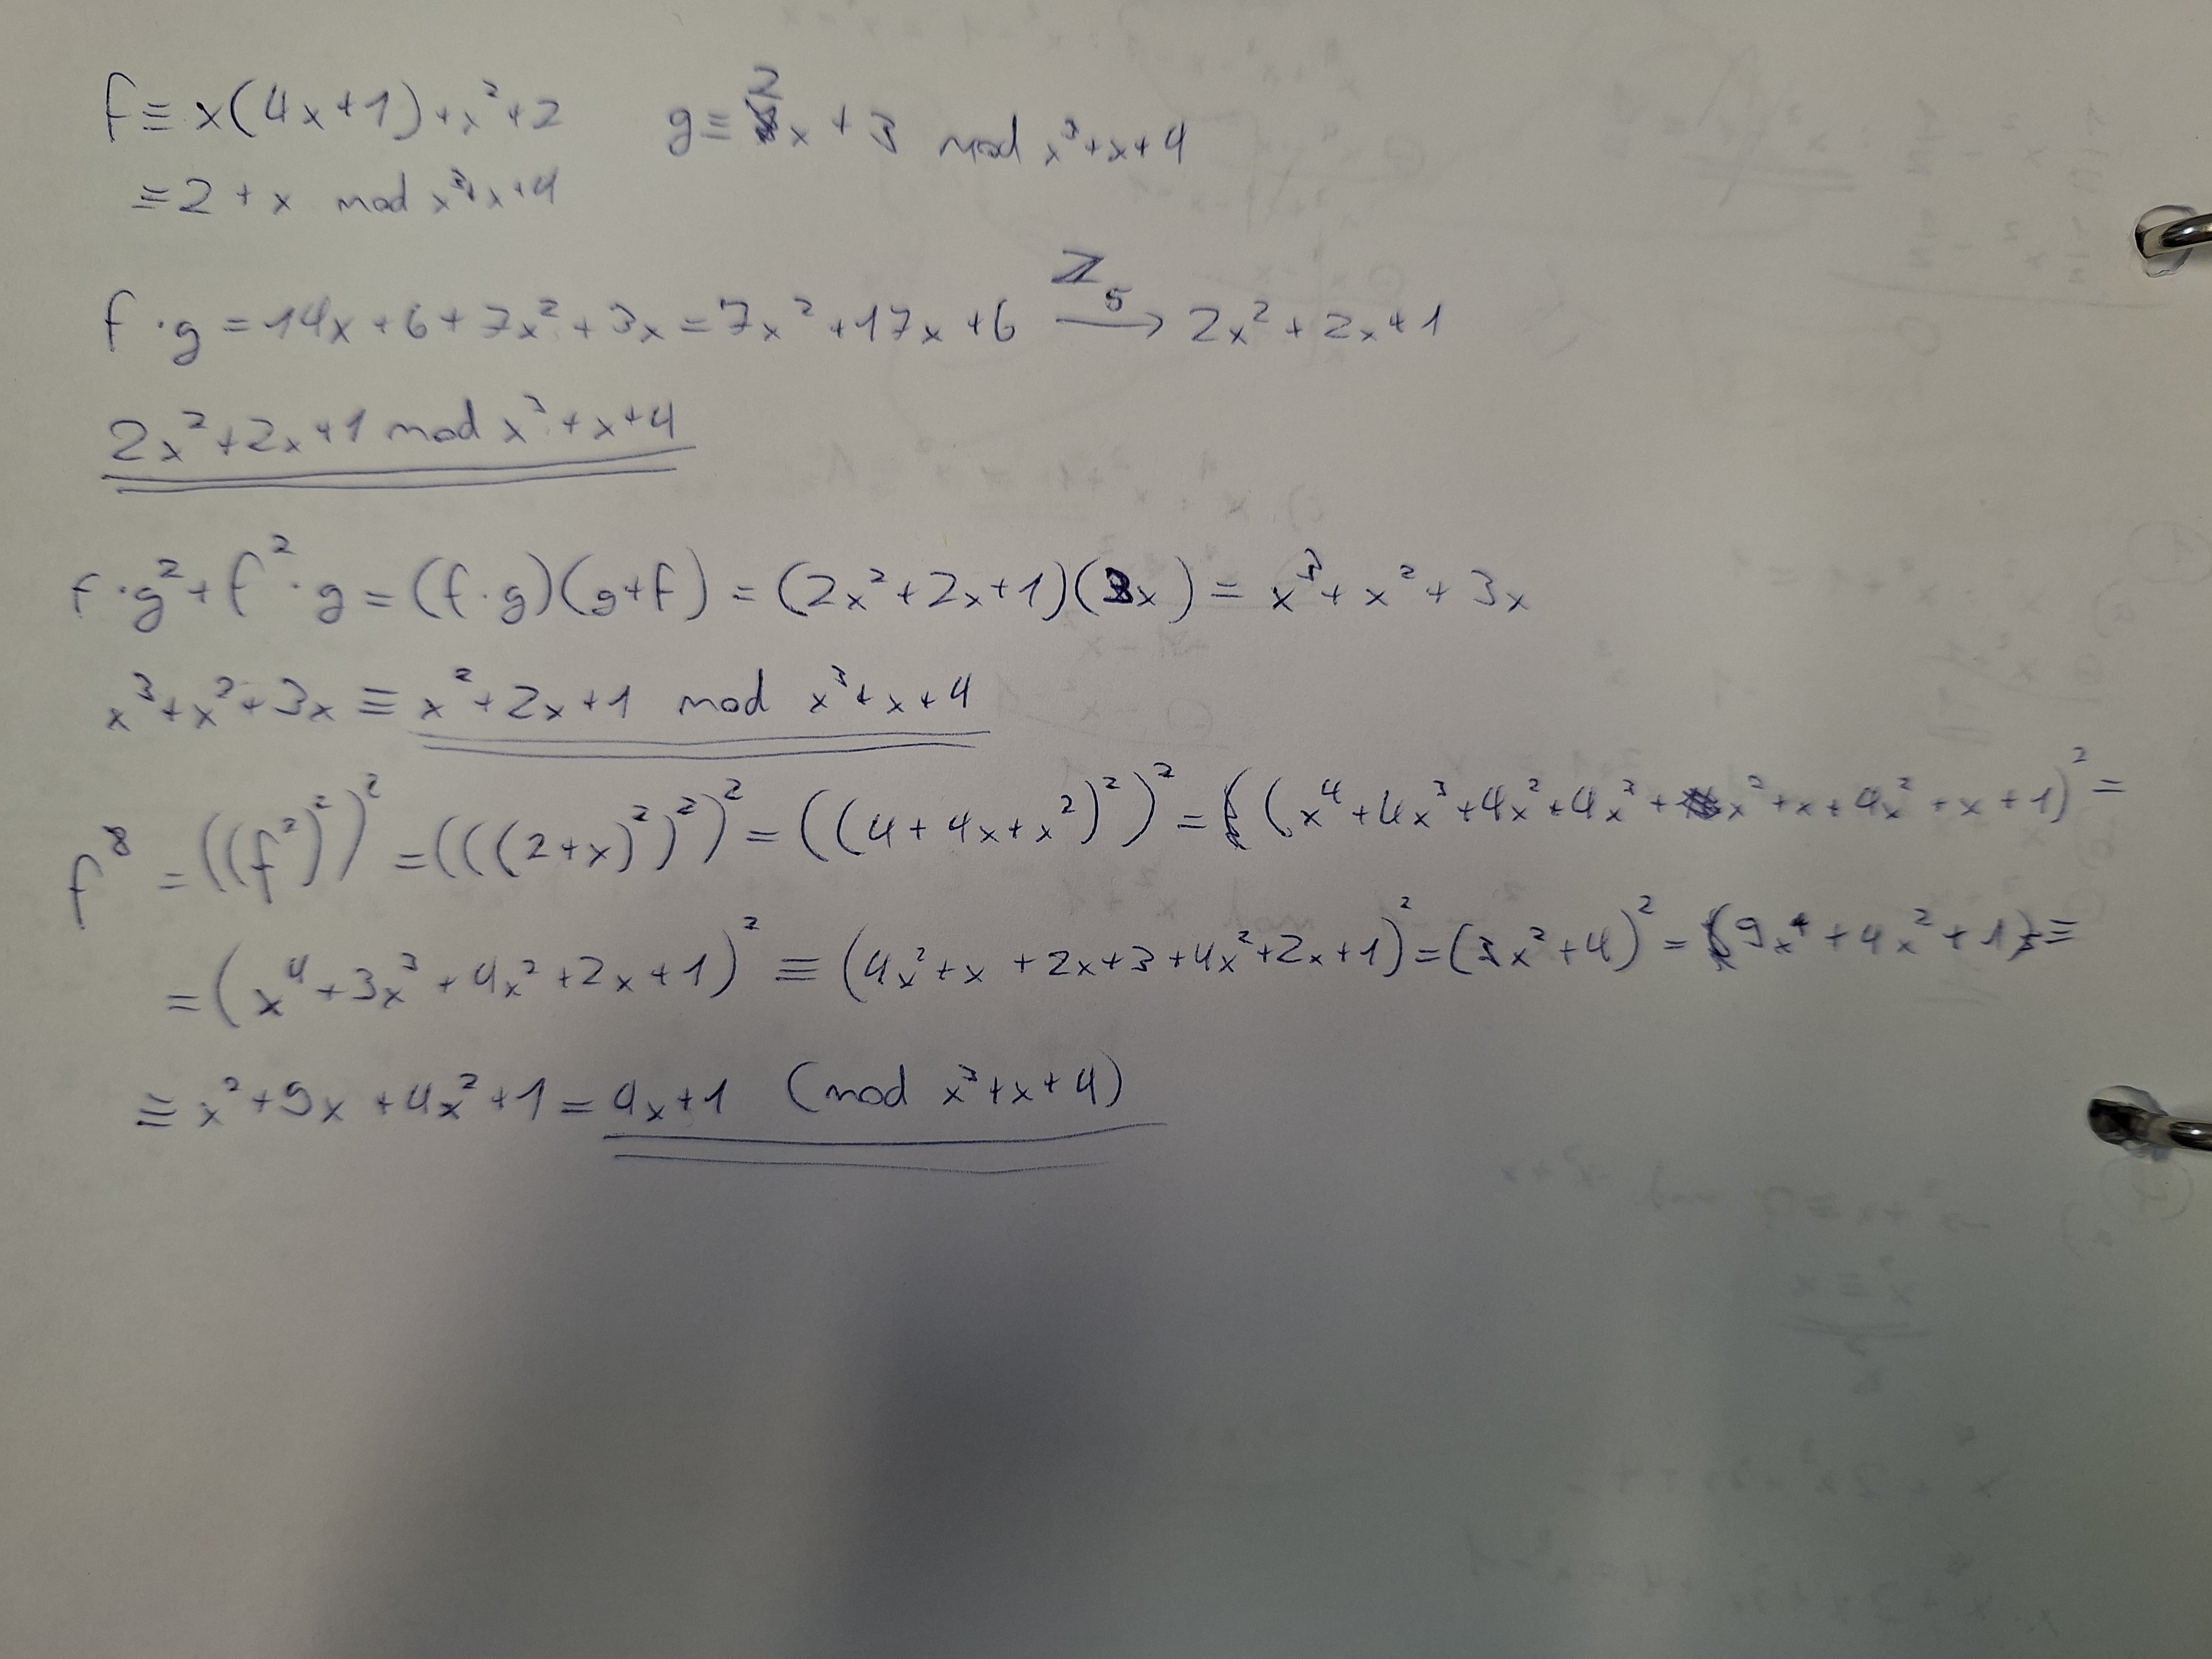 f ≡ x(4x+1)+x²+2    g ≡ 2x + 3 mod x³+x+4
≡ 2 + x mod x³+x+4
f · g = 14x + 6 + 7x² + 3x = 7x² + 17x + 6 →^{ℤ₅} 2x² + 2x + 1
2x² + 2x + 1 mod x³ + x + 4
f · g² + f² · g = (f · g)(g+f) = (2x² + 2x + 1)(3x) = x³ + x² + 3x
x³ + x² + 3x ≡ x² + 2x + 1 mod x³ + x + 4
f⁸ = ((f²)²)² = (((2+x)²)²)² = ((4 + 4x + x²)²)² = (x⁴ + 4x³ + 4x² + 4x³ + x² + x + 4x² + x + 1)² =
= (x⁴ + 3x³ + 4x² + 2x + 1)² ≡ (4x² + x + 2x + 3 + 4x² + 2x + 1)² = (3x² + 4)² = 9x⁴ + 4x² + 1 ≡
≡ x² + 9x + 4x² + 1 = 4x + 1 (mod x³ + x + 4)